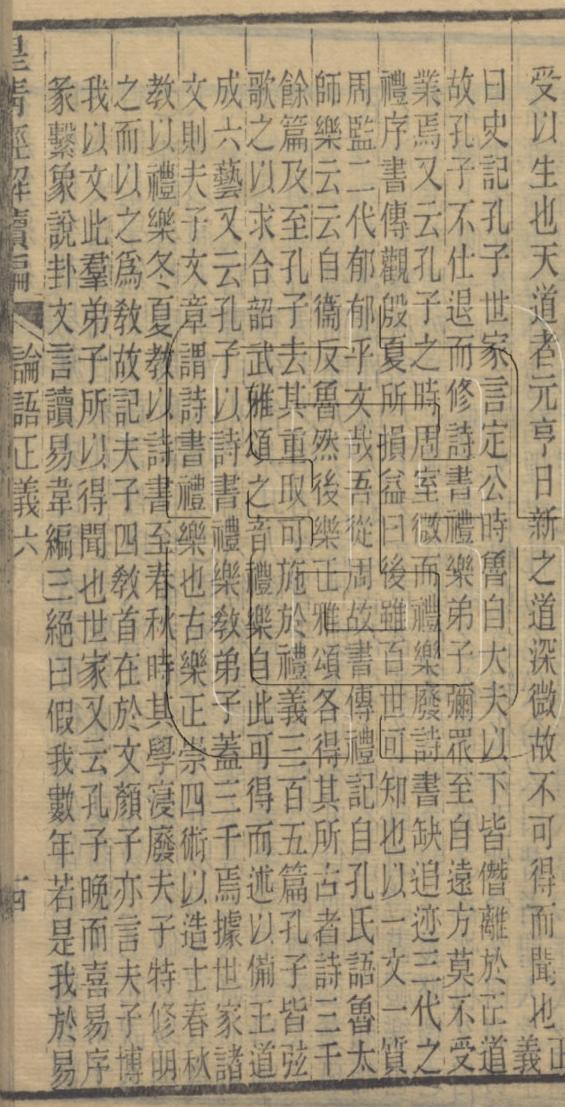 受以生也天道者元亨日新之道深微故不可得而聞也正義
曰史記孔子世家言定公時魯自大夫以下皆僭離於正道
故孔子不仕退而修詩書禮樂弟子彌眾至自遠方莫不受
業焉又云孔子之時周室微而禮樂廢詩書缺追迹三代之
禮序書傳觀殷夏所損益曰後雖百世可知也以一文一質
周監二代郁郁乎文哉吾從周故書傳禮記自孔氏語魯太
師樂云云自衞反魯然後樂正雅頌各得其所古者詩三千
餘篇及至孔子去其重取可施於禮義三百五篇孔子皆弦
歌之以求合韶武雅頌之音禮樂自此可得而述以備王道
成六藝又云孔子以詩書禮樂教弟子蓋三千焉據世家諸
文則夫子文章謂詩書禮樂也古樂正崇四術以造士春秋
教以禮樂冬夏教以詩書至春秋時其學寖廢夫子特修明
之而以之爲敎故記夫子四敎首在於文顏子亦言夫子博
我以文此羣弟子所以得聞也世家又云孔子晚而喜易序
彖繫象說卦文言讀易韋編三絕曰假我數年若是我於易
皇清經解續編 論語正義六